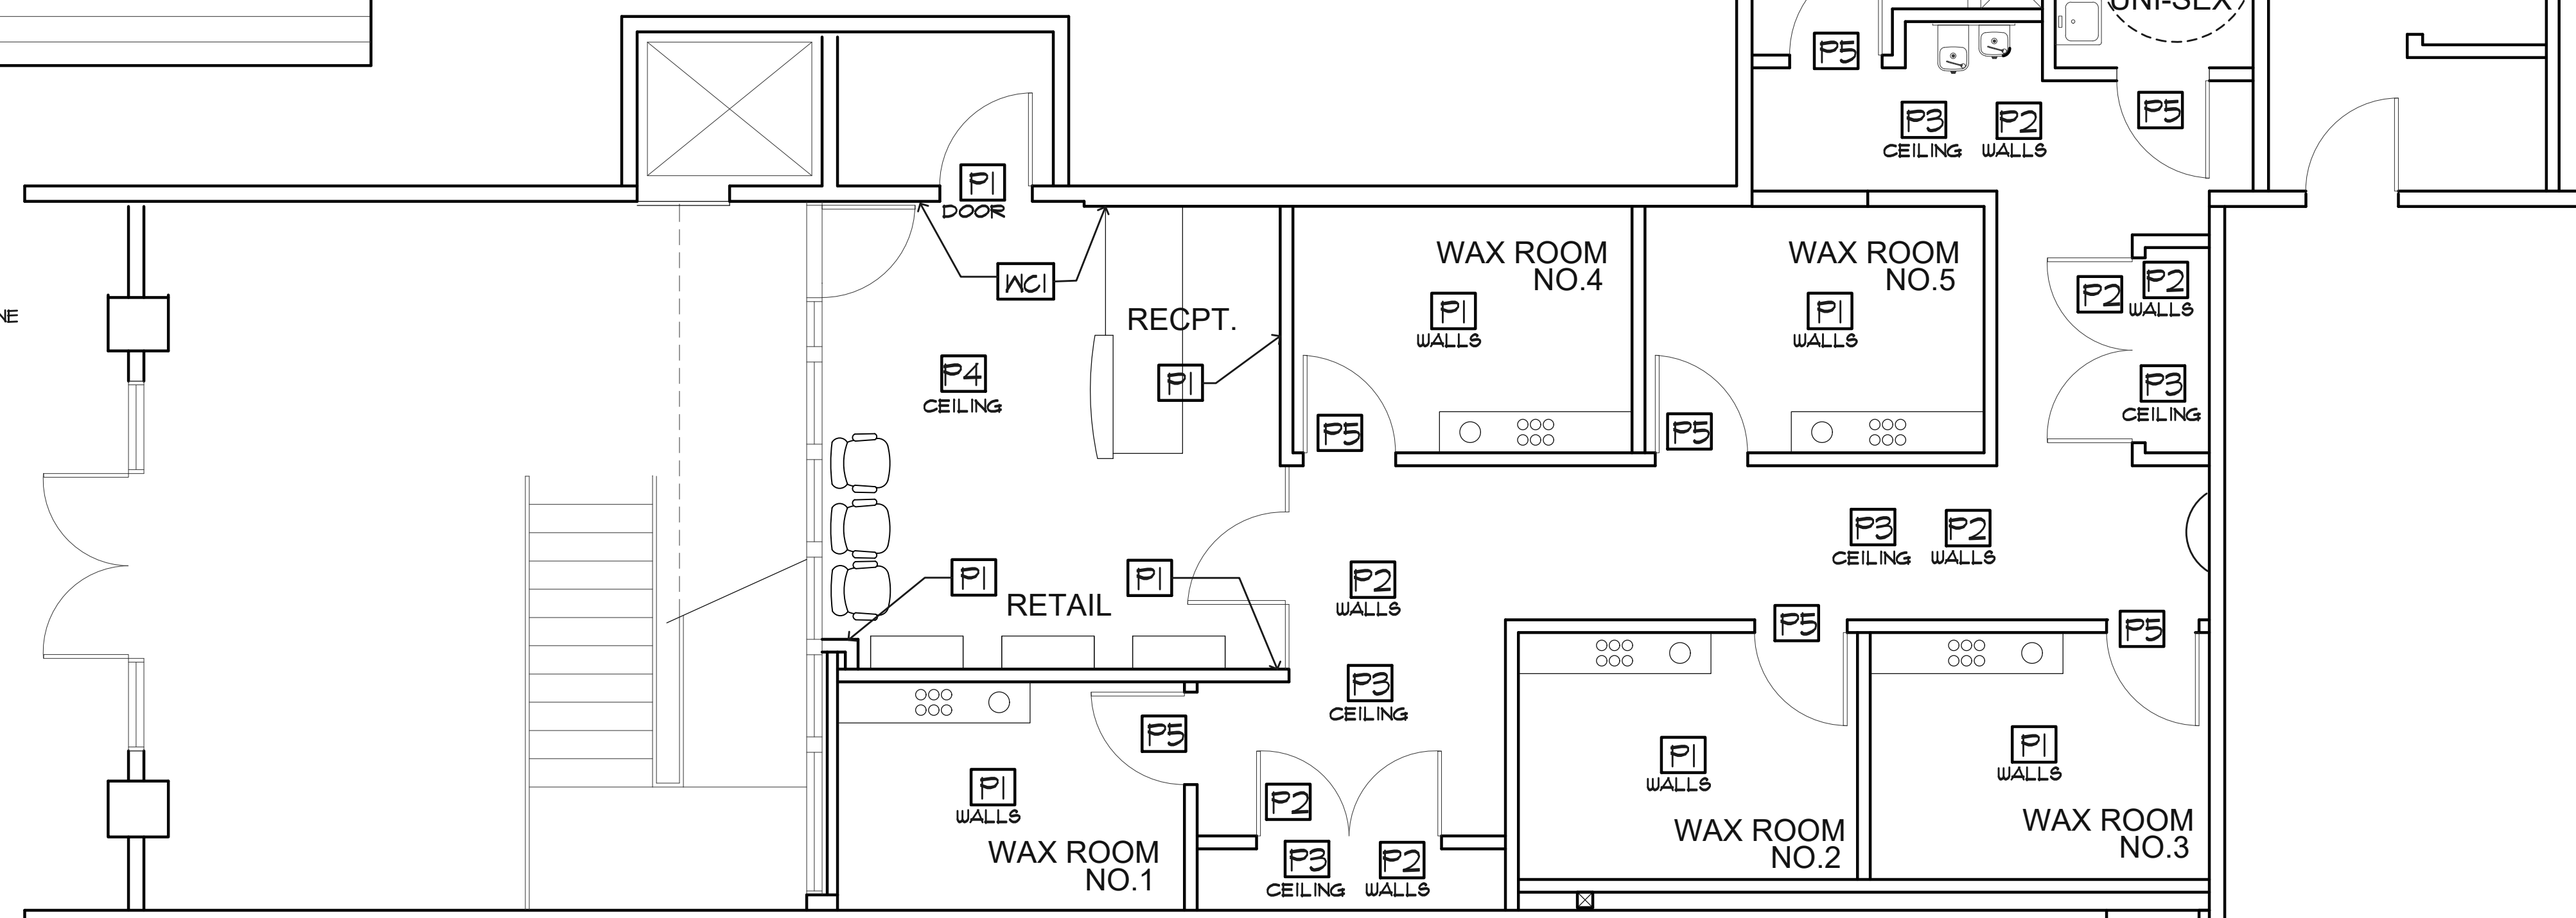 UNI-SEX
P5
P3
CEILING
P2
WALLS
P5
P1
DOOR
WC1
NE
RECPT.
P1
P4
CEILING
WAX ROOM
NO.4
P1
WALLS
P5
WAX ROOM
NO.5
P1
WALLS
P5
P2
P2
WALLS
P3
CEILING
P3
CEILING
P2
WALLS
P1
RETAIL
P1
P2
WALLS
P3
CEILING
P5
P5
P5
P1
WALLS
WAX ROOM
NO.1
P2
P3
CEILING
P2
WALLS
P1
WALLS
WAX ROOM
NO.2
P1
WALLS
WAX ROOM
NO.3